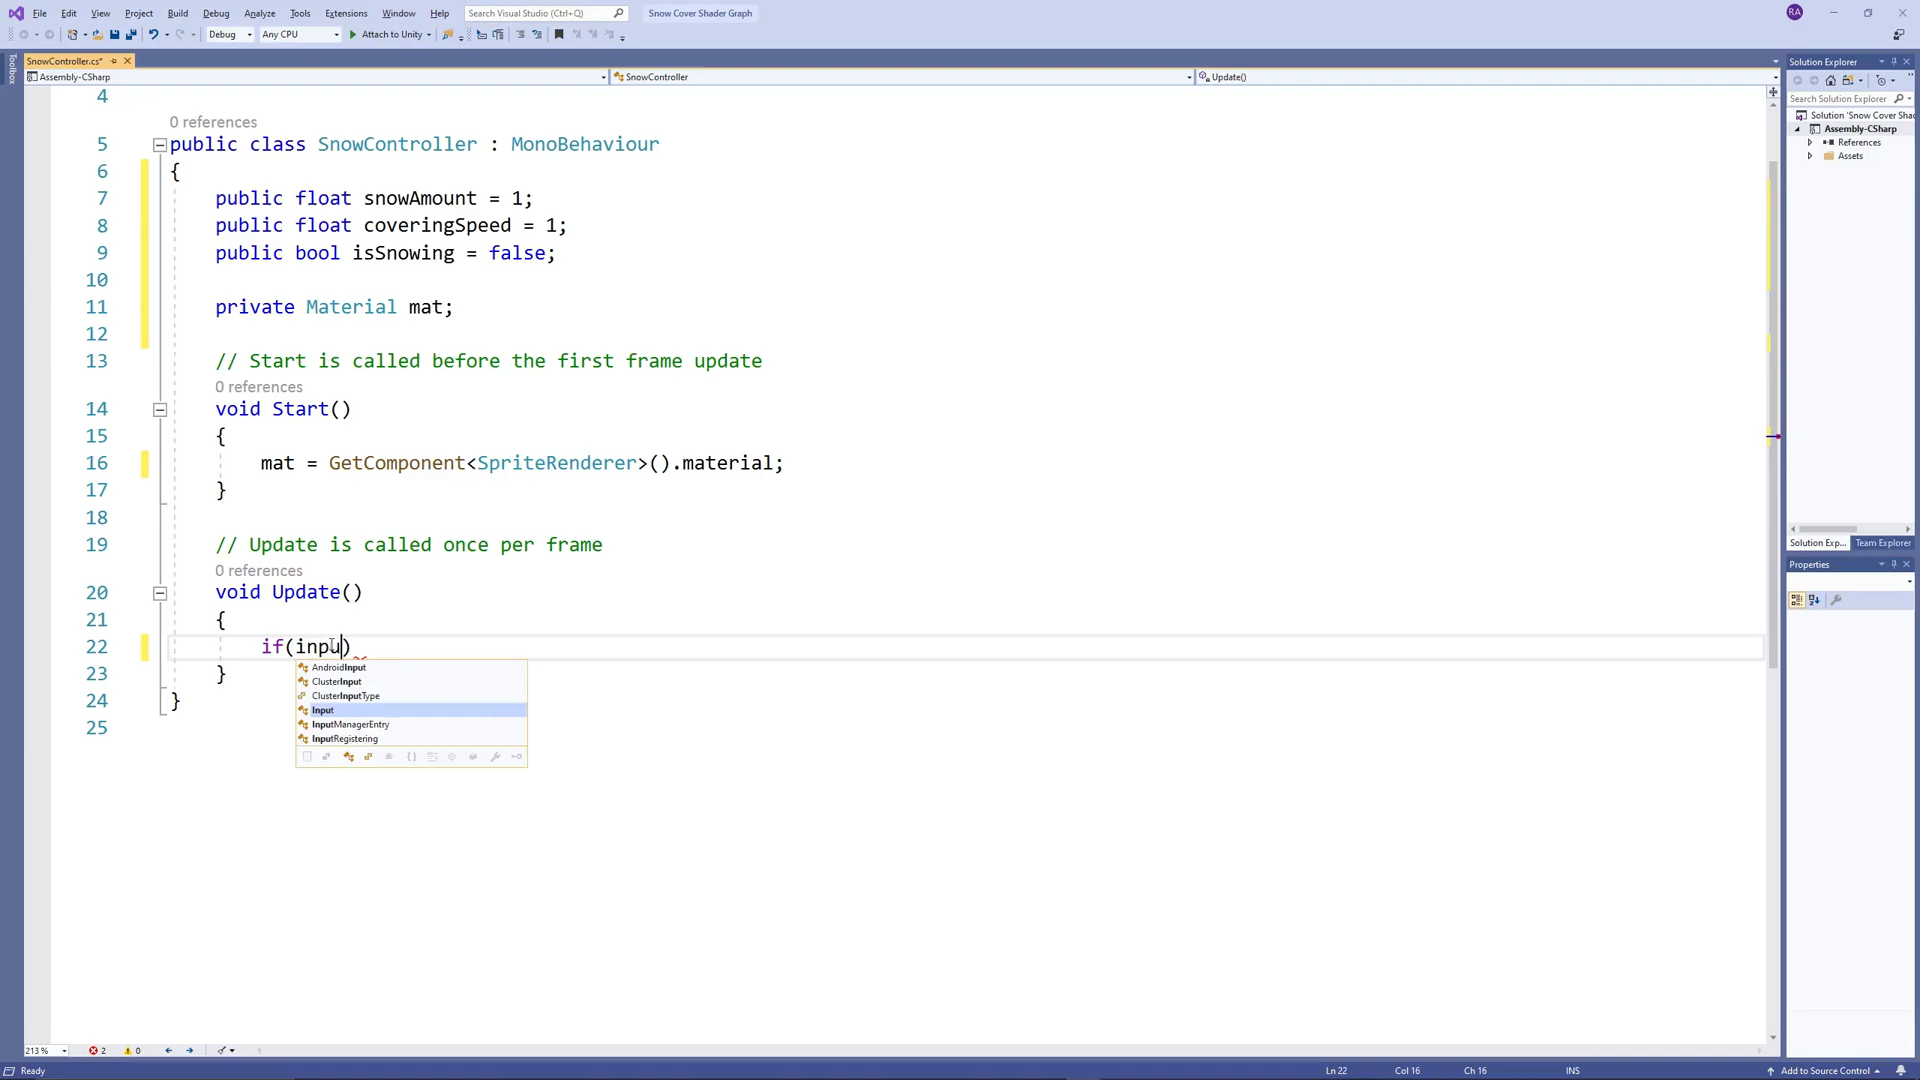 File Edit View Project Build Debug Analyze Tools Extensions Window Help Search Visual Studio (Ctrl+Q) Snow Cover Shader Graph RA
Debug Any CPU Attach to Unity
Toolbox
SnowController.cs*
Assembly-CSharp SnowController Update()
4
0 references
5 public class SnowController : MonoBehaviour
6 {
7 public float snowAmount = 1;
8 public float coveringSpeed = 1;
9 public bool isSnowing = false;
10
11 private Material mat;
12
13 // Start is called before the first frame update
0 references
14 void Start()
15 {
16 mat = GetComponent<SpriteRenderer>().material;
17 }
18
19 // Update is called once per frame
0 references
20 void Update()
21 {
22 if(inpu)
23 }
24 }
25
AndroidInput
ClusterInput
ClusterInputType
Input
InputManagerEntry
InputRegistering
Solution Explorer
Search Solution Explorer
Solution 'Snow Cover Sha
Assembly-CSharp
References
Assets
Solution Exp... Team Explorer
Properties
213 % 2 0
Ready Ln 22 Col 16 Ch 16 INS Add to Source Control